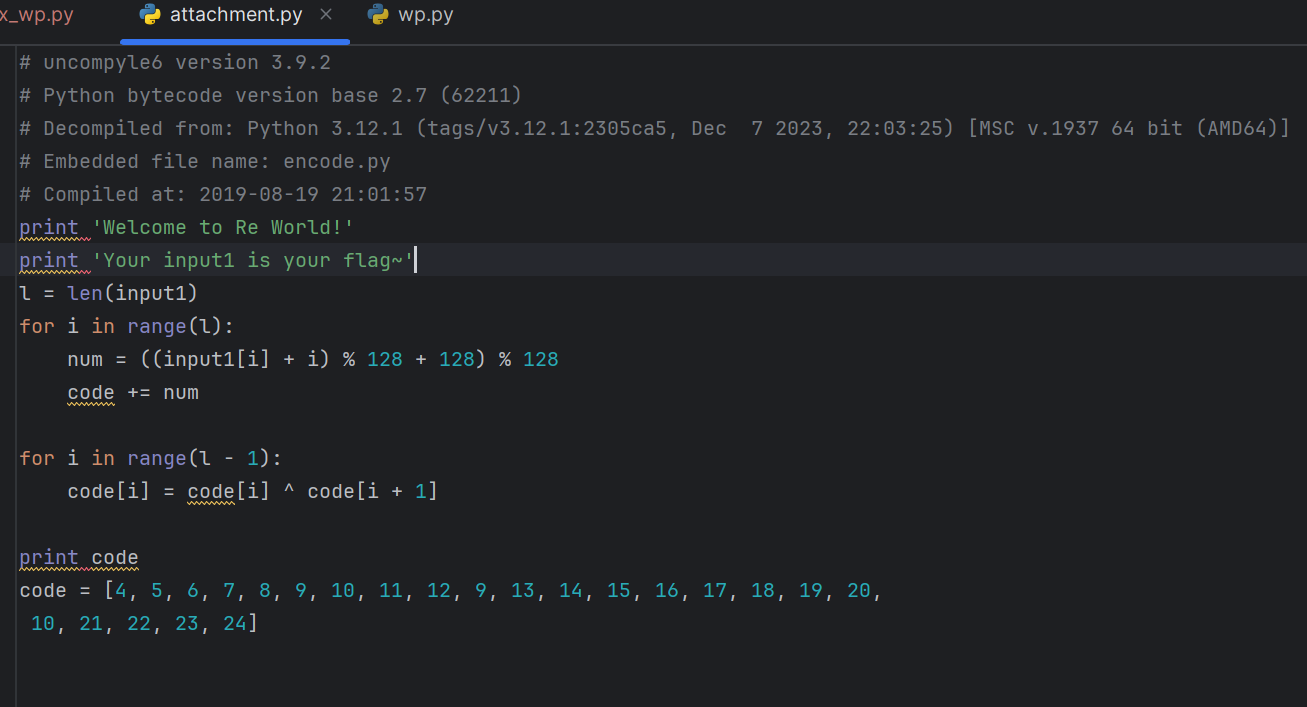 x_wp.py attachment.py × wp.py
# uncompyle6 version 3.9.2
# Python bytecode version base 2.7 (62211)
# Decompiled from: Python 3.12.1 (tags/v3.12.1:2305ca5, Dec  7 2023, 22:03:25) [MSC v.1937 64 bit (AMD64)]
# Embedded file name: encode.py
# Compiled at: 2019-08-19 21:01:57
print 'Welcome to Re World!'
print 'Your input1 is your flag~'
l = len(input1)
for i in range(l):
    num = ((input1[i] + i) % 128 + 128) % 128
    code += num
for i in range(l - 1):
    code[i] = code[i] ^ code[i + 1]
print code
code = [4, 5, 6, 7, 8, 9, 10, 11, 12, 9, 13, 14, 15, 16, 17, 18, 19, 20,
 10, 21, 22, 23, 24]